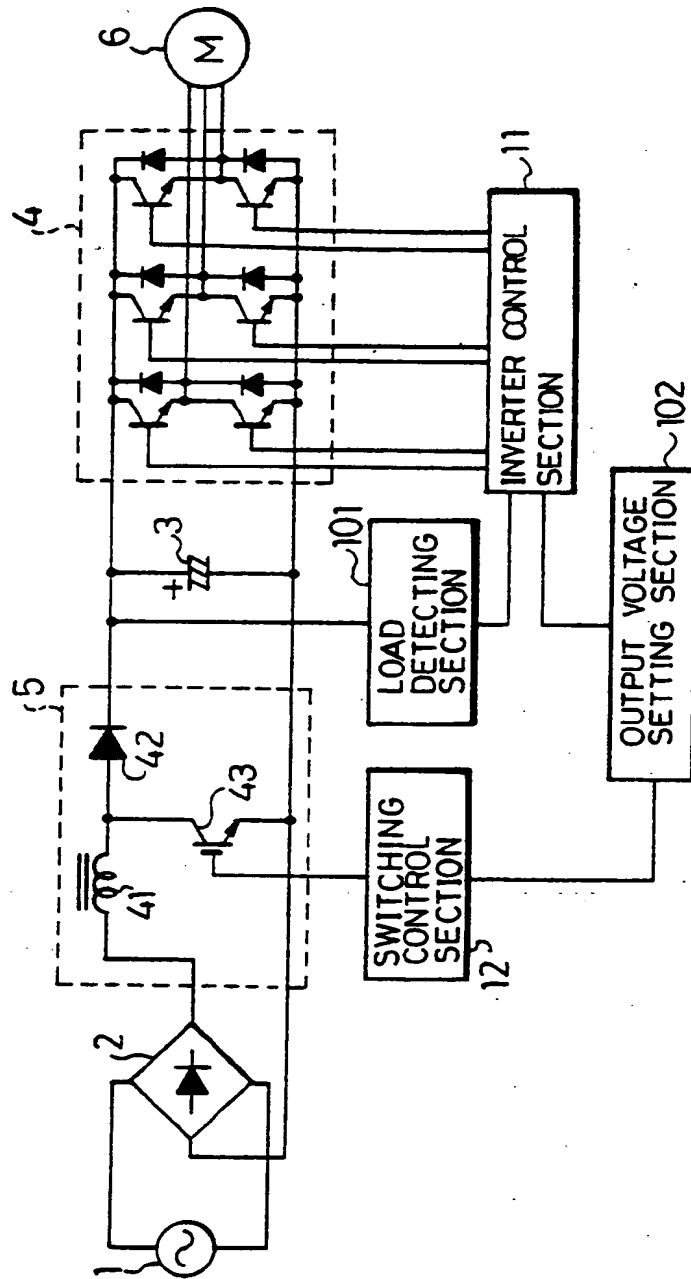 1
2
5
41
42
43
3
+
4
6
M
SWITCHING
CONTROL
SECTION
12
LOAD
DETECTING
SECTION
101
INVERTER CONTROL
SECTION
11
OUTPUT VOLTAGE
SETTING SECTION
102